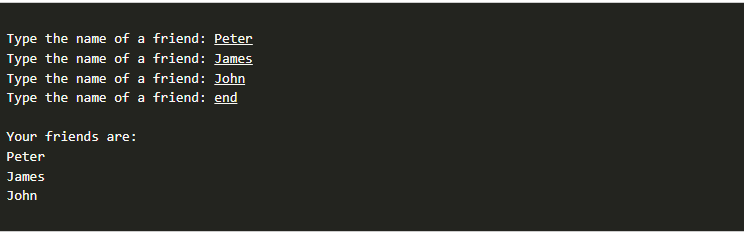 Type the name of a friend: Peter
Type the name of a friend: James
Type the name of a friend: John
Type the name of a friend: end
Your friends are:
Peter
James
John